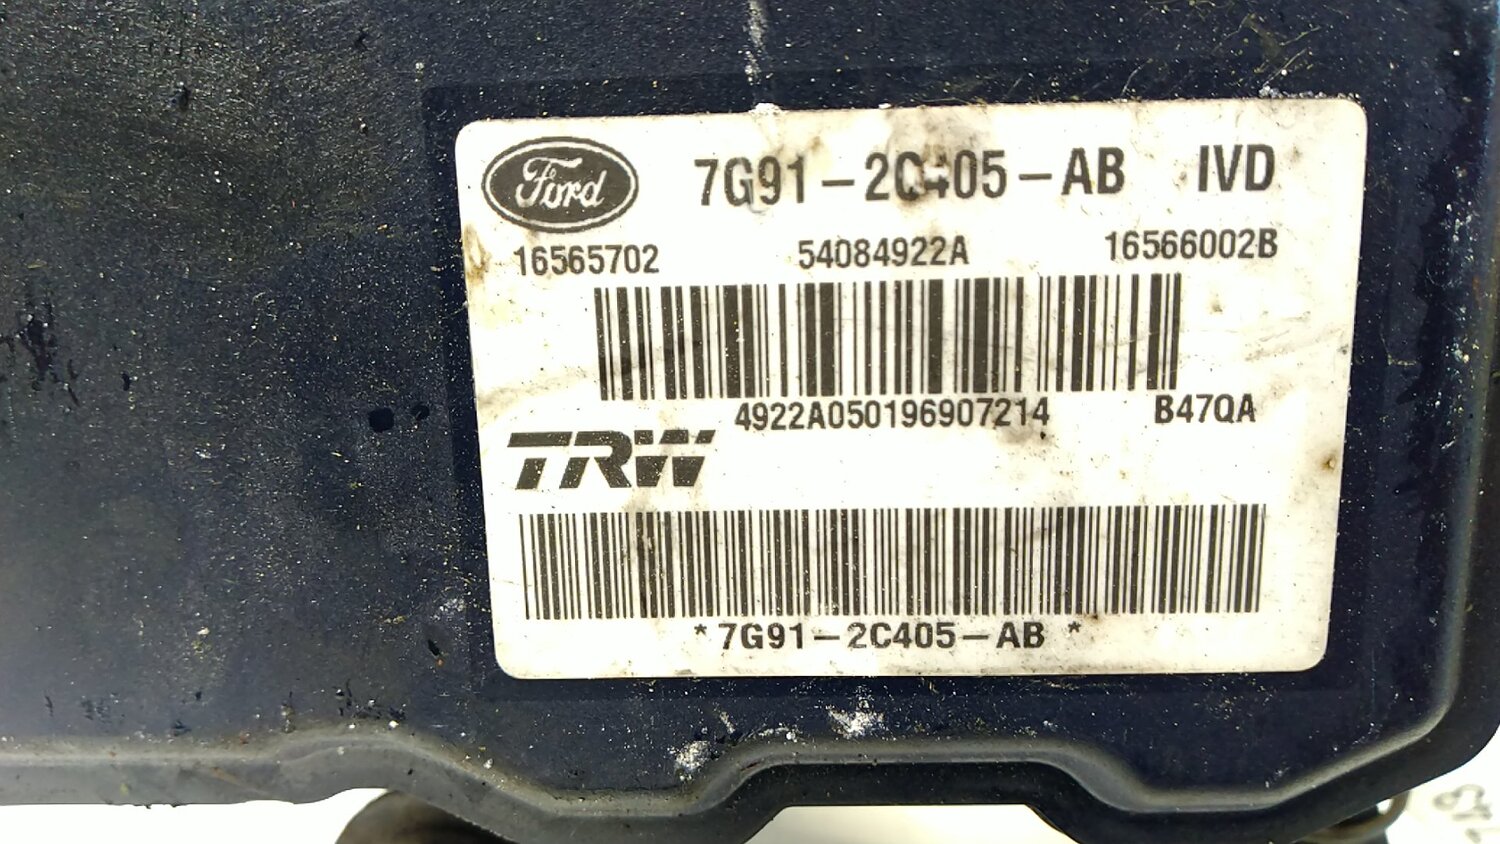 Ford 7G91-2C405-AB IVD
16565702 54084922A 16566002B
4922A050196907214 B47QA
TRW
*7G91-2C405-AB*